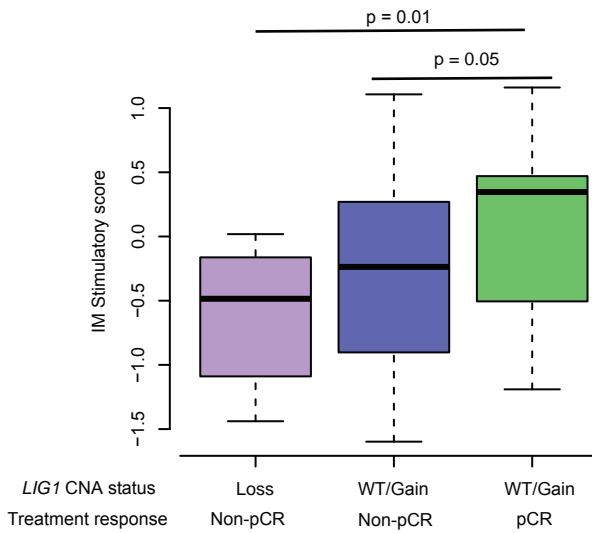 p = 0.01
p = 0.05
IM Stimulatory score
1.0
0.5
0.0
−0.5
−1.0
−1.5
LIG1 CNA status Loss WT/Gain WT/Gain
Treatment response Non-pCR Non-pCR pCR